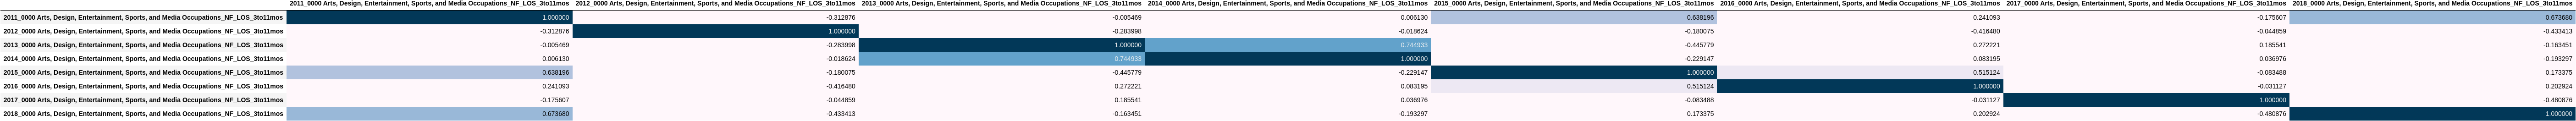 2011_0000 Arts, Design, Entertainment, Sports, and Media Occupations_NF_LOS_3to11mos 2012_0000 Arts, Design, Entertainment, Sports, and Media Occupations_NF_LOS_3to11mos 2013_0000 Arts, Design, Entertainment, Sports, and Media Occupations_NF_LOS_3to11mos 2014_0000 Arts, Design, Entertainment, Sports, and Media Occupations_NF_LOS_3to11mos 2015_0000 Arts, Design, Entertainment, Sports, and Media Occupations_NF_LOS_3to11mos 2016_0000 Arts, Design, Entertainment, Sports, and Media Occupations_NF_LOS_3to11mos 2017_0000 Arts, Design, Entertainment, Sports, and Media Occupations_NF_LOS_3to11mos 2018_0000 Arts, Design, Entertainment, Sports, and Media Occupations_NF_LOS_3to11mos
2011_0000 Arts, Design, Entertainment, Sports, and Media Occupations_NF_LOS_3to11mos 1.000000 -0.312876 -0.005469 0.006130 0.638196 0.241093 -0.175607 0.673680
2012_0000 Arts, Design, Entertainment, Sports, and Media Occupations_NF_LOS_3to11mos -0.312876 1.000000 -0.283998 -0.018624 -0.180075 -0.416480 -0.044859 -0.433413
2013_0000 Arts, Design, Entertainment, Sports, and Media Occupations_NF_LOS_3to11mos -0.005469 -0.283998 1.000000 0.744933 -0.445779 0.272221 0.185541 -0.163451
2014_0000 Arts, Design, Entertainment, Sports, and Media Occupations_NF_LOS_3to11mos 0.006130 -0.018624 0.744933 1.000000 -0.229147 0.083195 0.036976 -0.193297
2015_0000 Arts, Design, Entertainment, Sports, and Media Occupations_NF_LOS_3to11mos 0.638196 -0.180075 -0.445779 -0.229147 1.000000 0.515124 -0.083488 0.173375
2016_0000 Arts, Design, Entertainment, Sports, and Media Occupations_NF_LOS_3to11mos 0.241093 -0.416480 0.272221 0.083195 0.515124 1.000000 -0.031127 0.202924
2017_0000 Arts, Design, Entertainment, Sports, and Media Occupations_NF_LOS_3to11mos -0.175607 -0.044859 0.185541 0.036976 -0.083488 -0.031127 1.000000 -0.480876
2018_0000 Arts, Design, Entertainment, Sports, and Media Occupations_NF_LOS_3to11mos 0.673680 -0.433413 -0.163451 -0.193297 0.173375 0.202924 -0.480876 1.000000